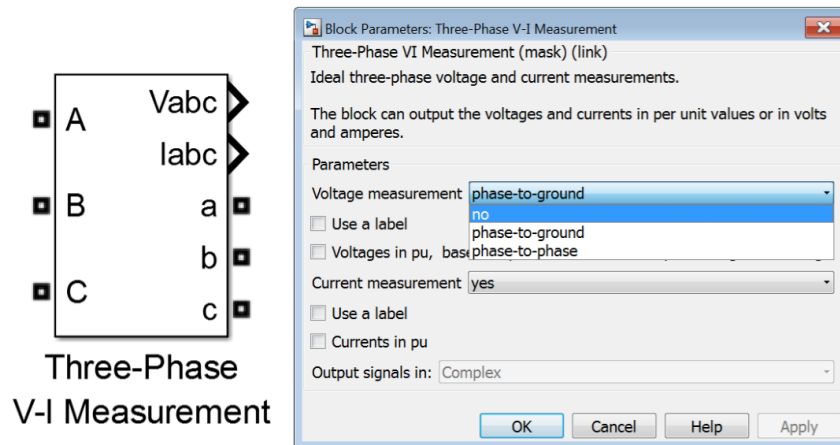 Vabc
A
Iabc
B
a
b
C
c
Three-Phase
V-I Measurement
Block Parameters: Three-Phase V-I Measurement
Three-Phase VI Measurement (mask) (link)
Ideal three-phase voltage and current measurements.
The block can output the voltages and currents in per unit values or in volts
and amperes.
Parameters
Voltage measurement phase-to-ground
no
Use a label
phase-to-ground
Voltages in pu,
phase-to-phase
Current measurement yes
Use a label
Currents in pu
Output signals in: Complex
OK Cancel Help Apply